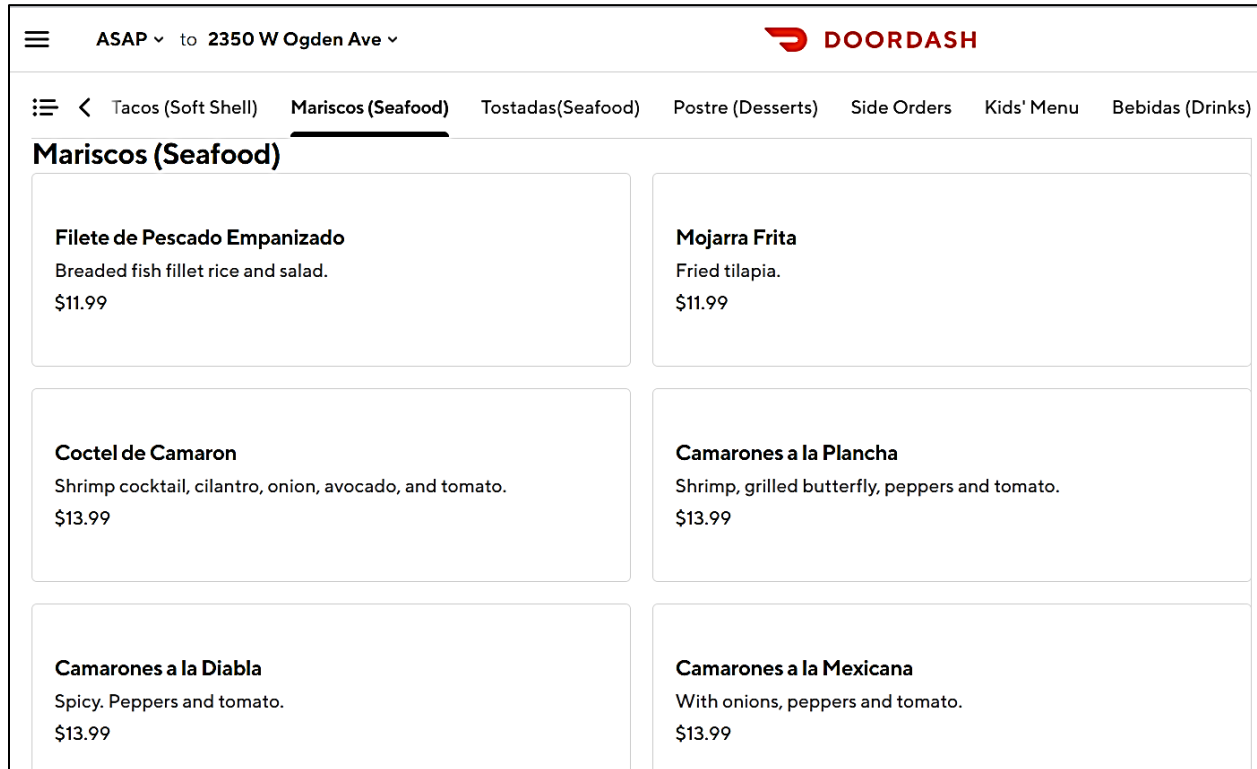 ASAP to 2350 W Ogden Ave
DOORDASH
Tacos (Soft Shell) Mariscos (Seafood) Tostadas(Seafood) Postre (Desserts) Side Orders Kids' Menu Bebidas (Drinks)
Mariscos (Seafood)
Filete de Pescado Empanizado
Breaded fish fillet rice and salad.
$11.99
Mojarra Frita
Fried tilapia.
$11.99
Coctel de Camaron
Shrimp cocktail, cilantro, onion, avocado, and tomato.
$13.99
Camarones a la Plancha
Shrimp, grilled butterfly, peppers and tomato.
$13.99
Camarones a la Diabla
Spicy. Peppers and tomato.
$13.99
Camarones a la Mexicana
With onions, peppers and tomato.
$13.99